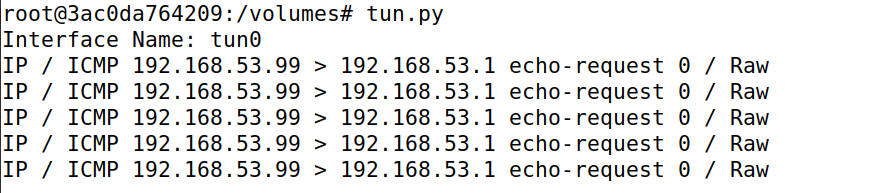 root@3ac0da764209:/volumes# tun.py
Interface Name: tun0
IP / ICMP 192.168.53.99 > 192.168.53.1 echo-request 0 / Raw
IP / ICMP 192.168.53.99 > 192.168.53.1 echo-request 0 / Raw
IP / ICMP 192.168.53.99 > 192.168.53.1 echo-request 0 / Raw
IP / ICMP 192.168.53.99 > 192.168.53.1 echo-request 0 / Raw
IP / ICMP 192.168.53.99 > 192.168.53.1 echo-request 0 / Raw